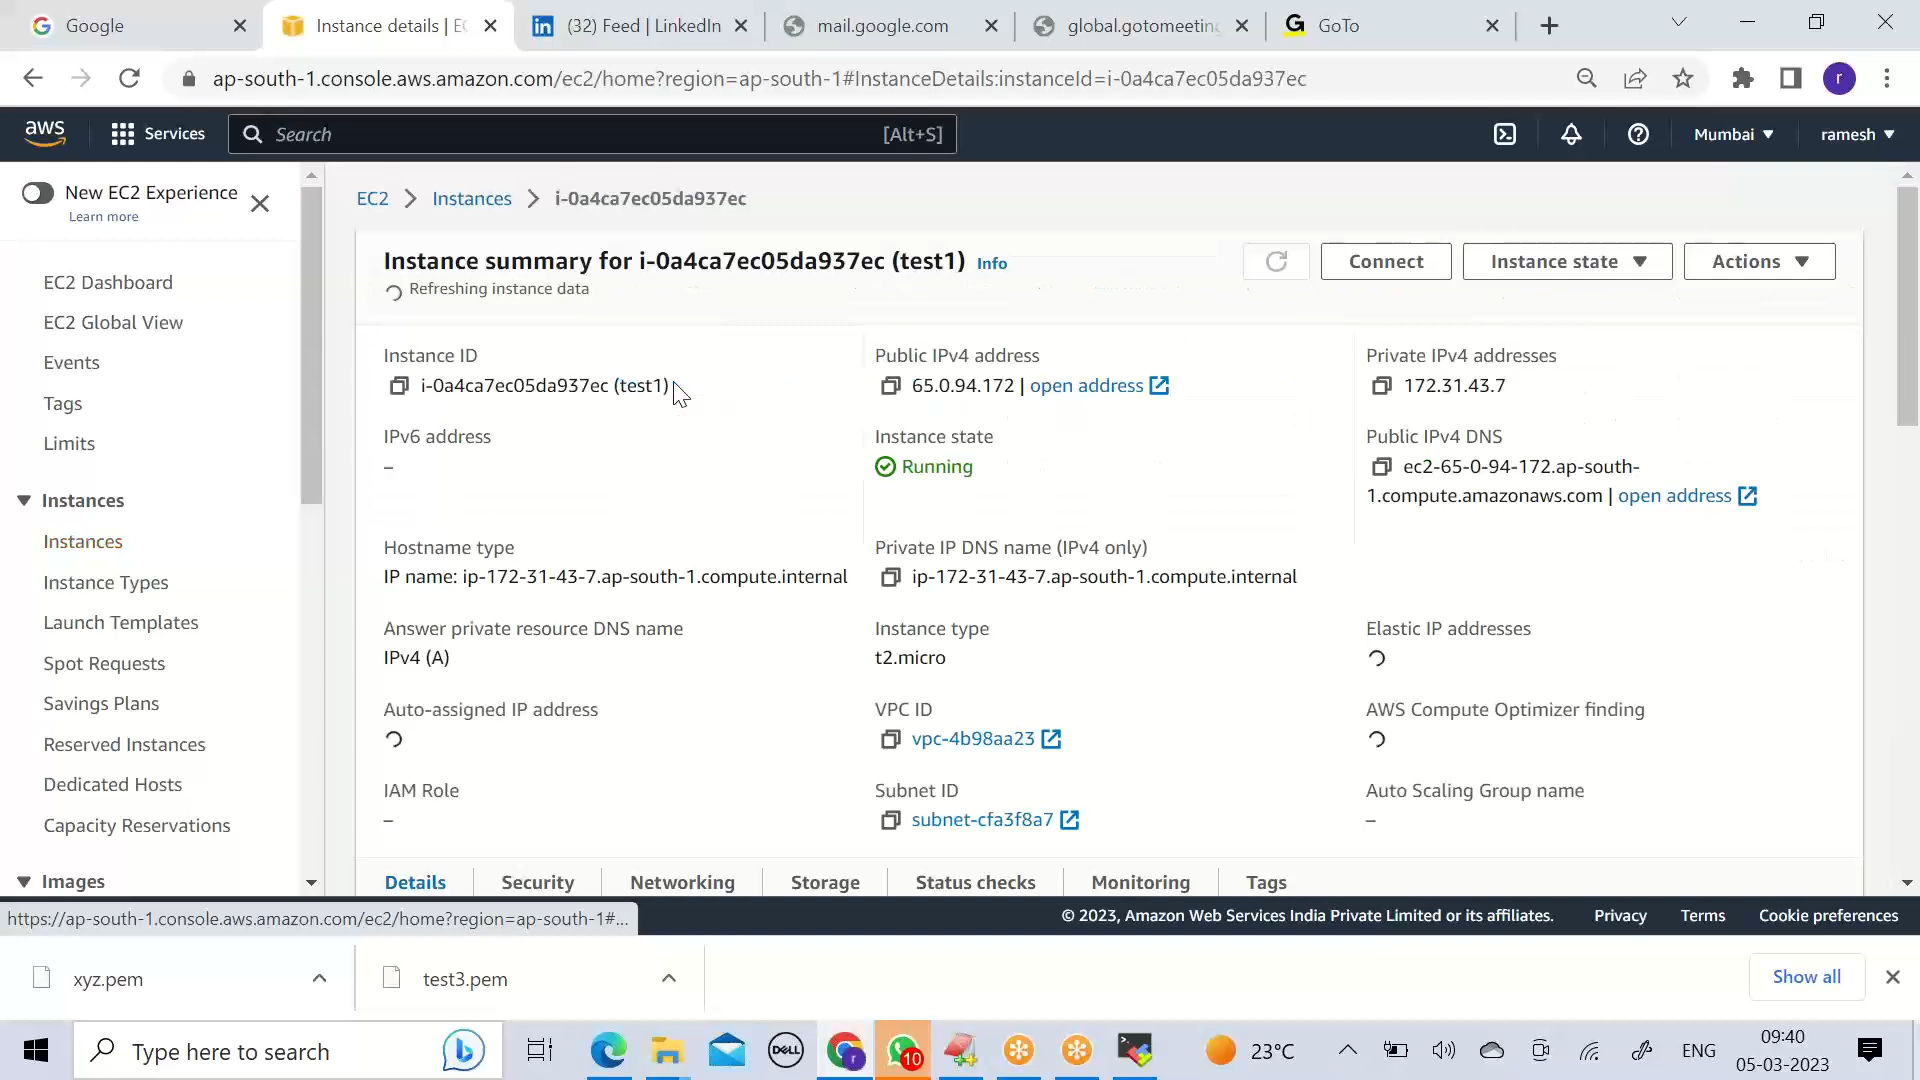 Google
Instance details | EC
(32) Feed | LinkedIn
mail.google.com
global.gotomeeting
GoTo
ap-south-1.console.aws.amazon.com/ec2/home?region=ap-south-1#InstanceDetails:instanceId=i-0a4ca7ec05da937ec
r
aws
Services
Search
[Alt+S]
Mumbai
ramesh
New EC2 Experience
Learn more
EC2 Dashboard
EC2 Global View
Events
Tags
Limits
Instances
Instances
Instance Types
Launch Templates
Spot Requests
Savings Plans
Reserved Instances
Dedicated Hosts
Capacity Reservations
Images
EC2
Instances
i-0a4ca7ec05da937ec
Instance summary for i-0a4ca7ec05da937ec (test1) Info
Refreshing instance data
Connect
Instance state
Actions
Instance ID
i-0a4ca7ec05da937ec (test1)
Public IPv4 address
65.0.94.172 | open address
Private IPv4 addresses
172.31.43.7
IPv6 address
–
Instance state
Running
Public IPv4 DNS
ec2-65-0-94-172.ap-south-
1.compute.amazonaws.com | open address
Hostname type
IP name: ip-172-31-43-7.ap-south-1.compute.internal
Private IP DNS name (IPv4 only)
ip-172-31-43-7.ap-south-1.compute.internal
Answer private resource DNS name
IPv4 (A)
Instance type
t2.micro
Elastic IP addresses
Auto-assigned IP address
VPC ID
vpc-4b98aa23
AWS Compute Optimizer finding
IAM Role
–
Subnet ID
subnet-cfa3f8a7
Auto Scaling Group name
–
Details
Security
Networking
Storage
Status checks
Monitoring
Tags
https://ap-south-1.console.aws.amazon.com/ec2/home?region=ap-south-1#...
© 2023, Amazon Web Services India Private Limited or its affiliates.
Privacy
Terms
Cookie preferences
xyz.pem
test3.pem
Show all
Type here to search
DELL
r
10
23°C
ENG
09:40
05-03-2023